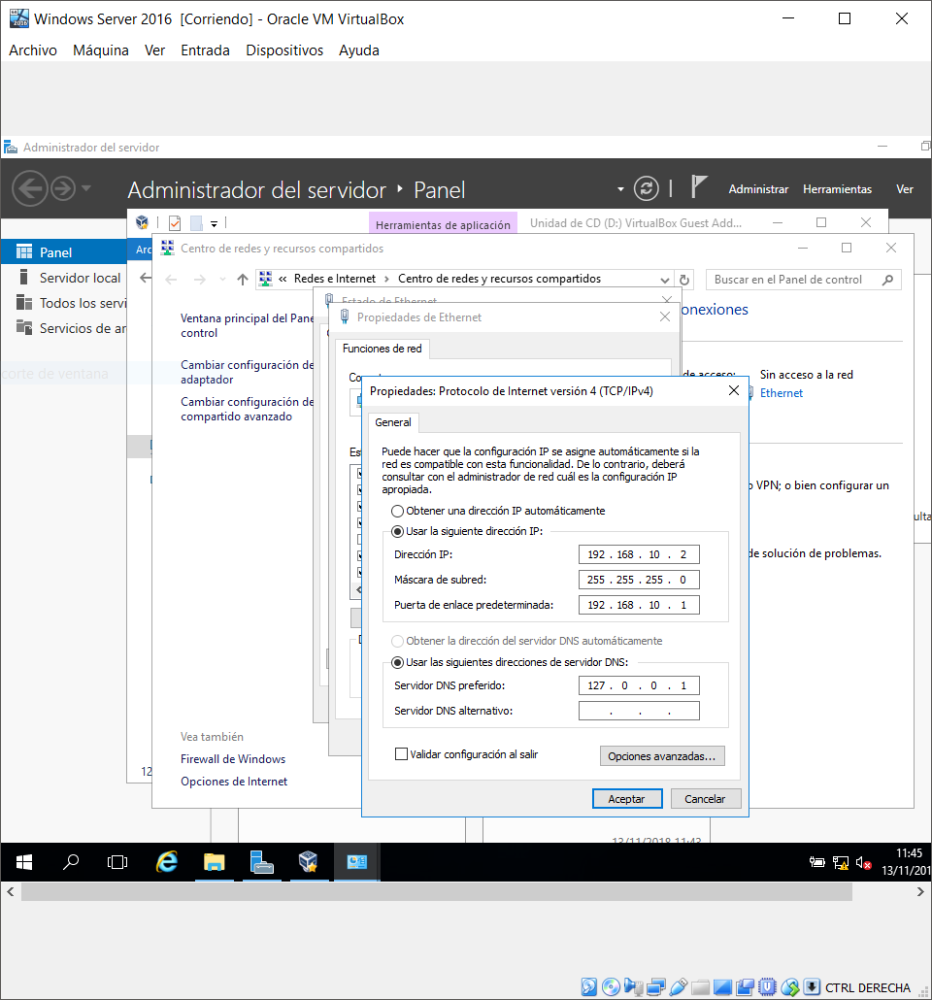 Windows Server 2016  [Corriendo] - Oracle VM VirtualBox
Archivo Máquina Ver Entrada Dispositivos Ayuda
Administrador del servidor
Administrador del servidor ‣ Panel
Administrar Herramientas Ver
Herramientas de aplicación
Unidad de CD (D:) VirtualBox Guest Add...
Panel
Servidor local
Todos los servi
Servicios de ar
corte de ventana
Arc
Centro de redes y recursos compartidos
« Redes e Internet › Centro de redes y recursos compartidos
Buscar en el Panel de control
Ventana principal del Pane
control
Cambiar configuración de
adaptador
Cambiar configuración de
compartido avanzado
Vea también
Firewall de Windows
Opciones de Internet
12
Estado de Ethernet
Propiedades de Ethernet
Funciones de red
onexiones
de acceso: Sin acceso a la red
Ethernet
o VPN; o bien configurar un
ulta
de solución de problemas.
Propiedades: Protocolo de Internet versión 4 (TCP/IPv4)
General
Puede hacer que la configuración IP se asigne automáticamente si la
red es compatible con esta funcionalidad. De lo contrario, deberá
consultar con el administrador de red cuál es la configuración IP
apropiada.
Obtener una dirección IP automáticamente
Usar la siguiente dirección IP:
Dirección IP: 192 . 168 . 10 . 2
Máscara de subred: 255 . 255 . 255 . 0
Puerta de enlace predeterminada: 192 . 168 . 10 . 1
Obtener la dirección del servidor DNS automáticamente
Usar las siguientes direcciones de servidor DNS:
Servidor DNS preferido: 127 . 0 . 0 . 1
Servidor DNS alternativo: . . .
Validar configuración al salir
Opciones avanzadas...
Aceptar Cancelar
13/11/2018 11:43
11:45
13/11/201
CTRL DERECHA